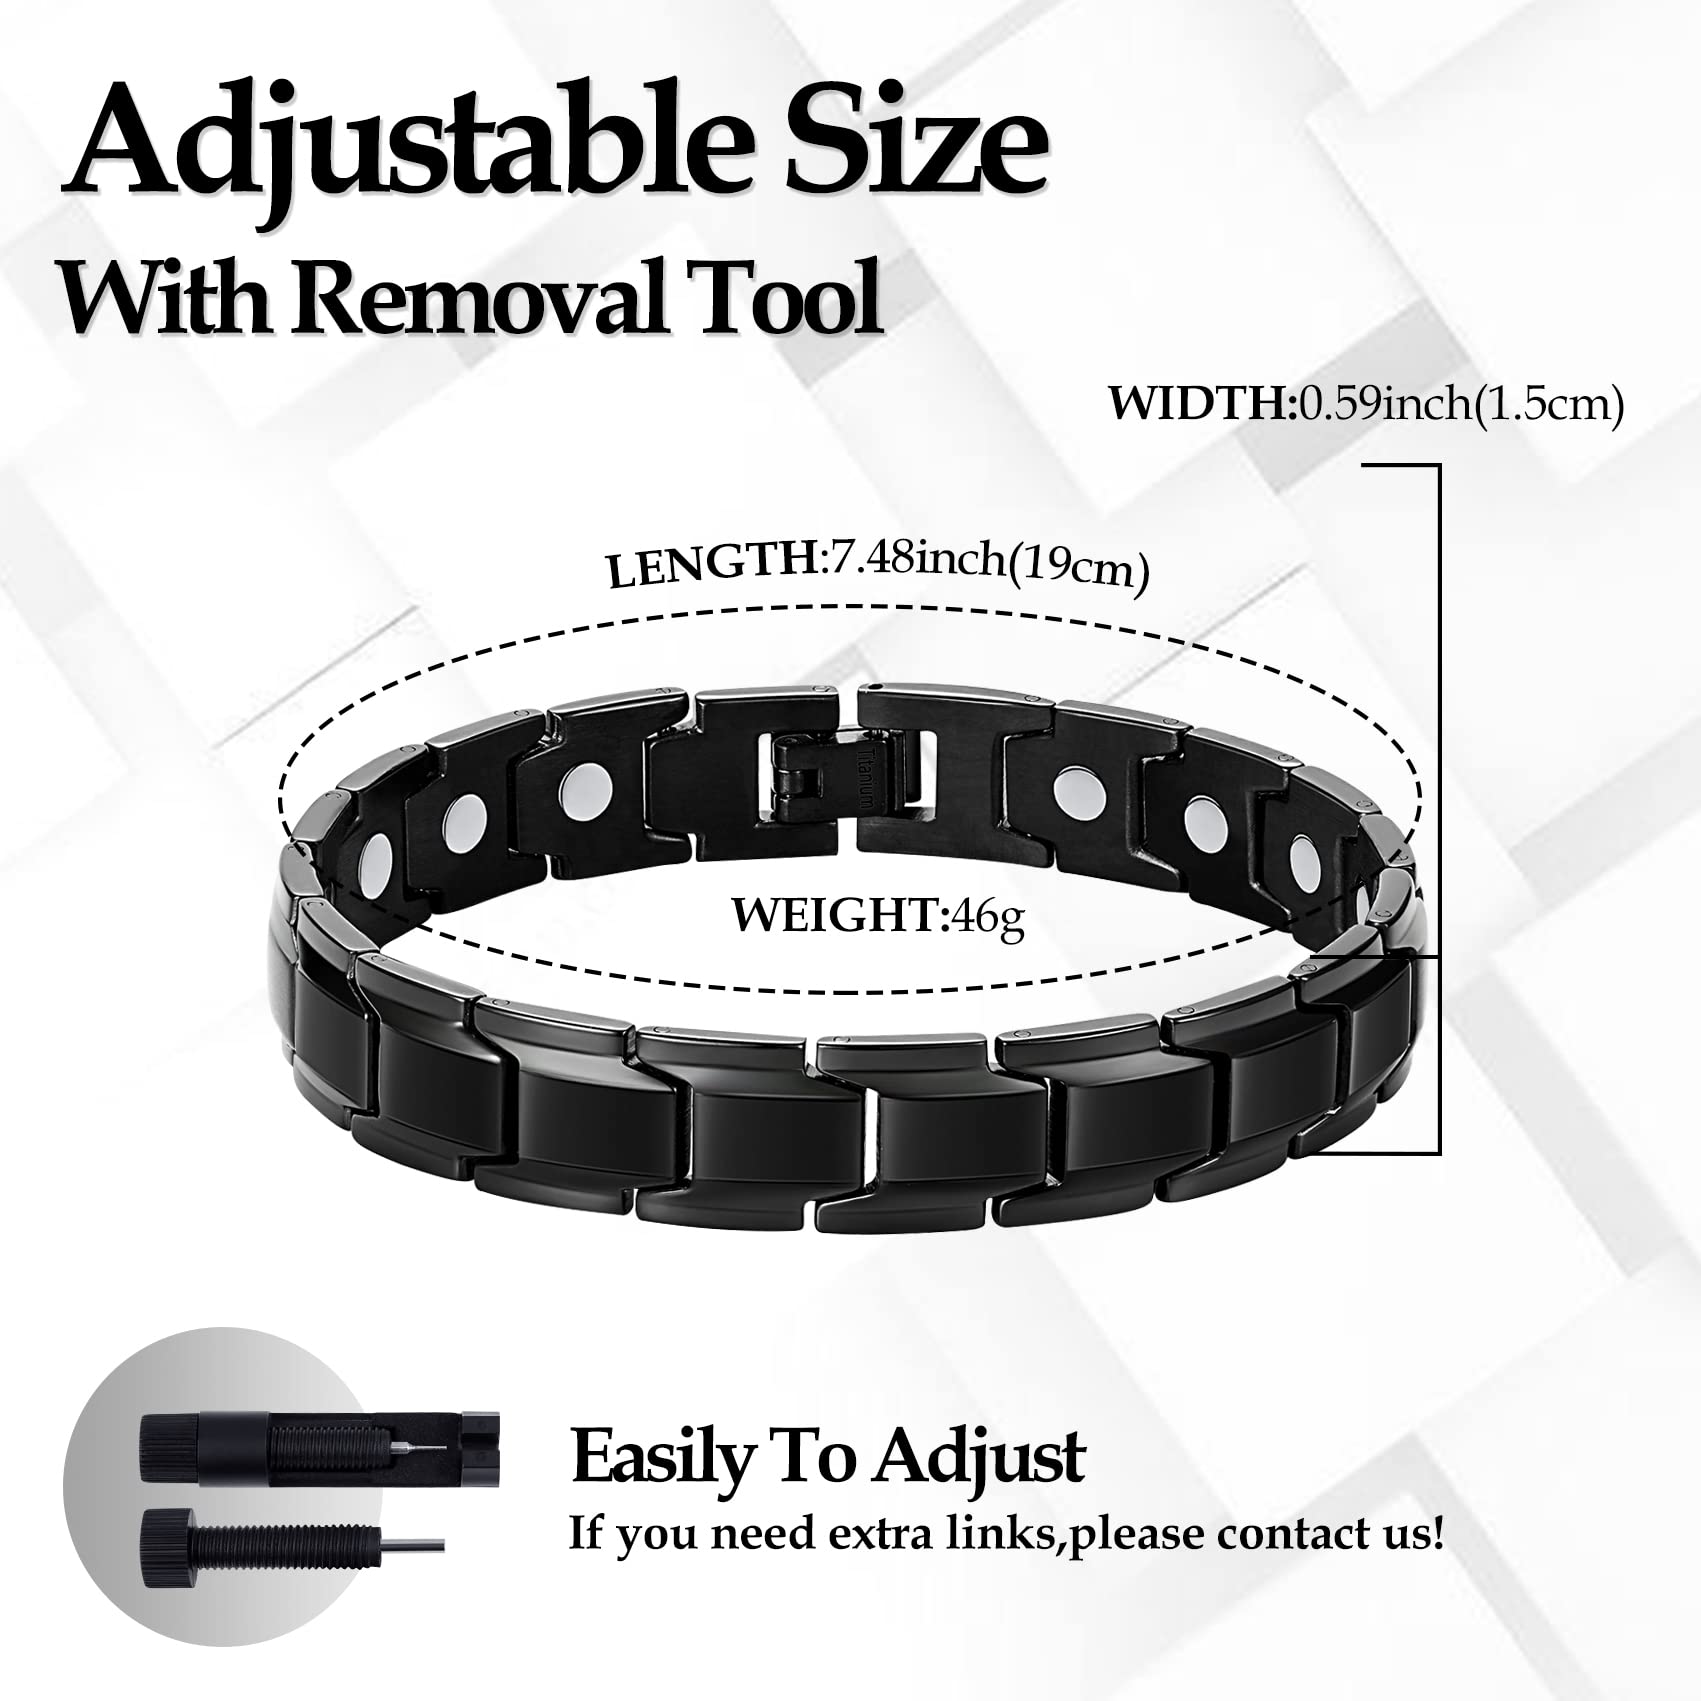 Adjustable Size
With Removal Tool
WIDTH:0.59inch(1.5cm)
LENGTH:7.48inch(19cm)
Titanium
WEIGHT:46g
Easily To Adjust
If you need extra links,please contact us!